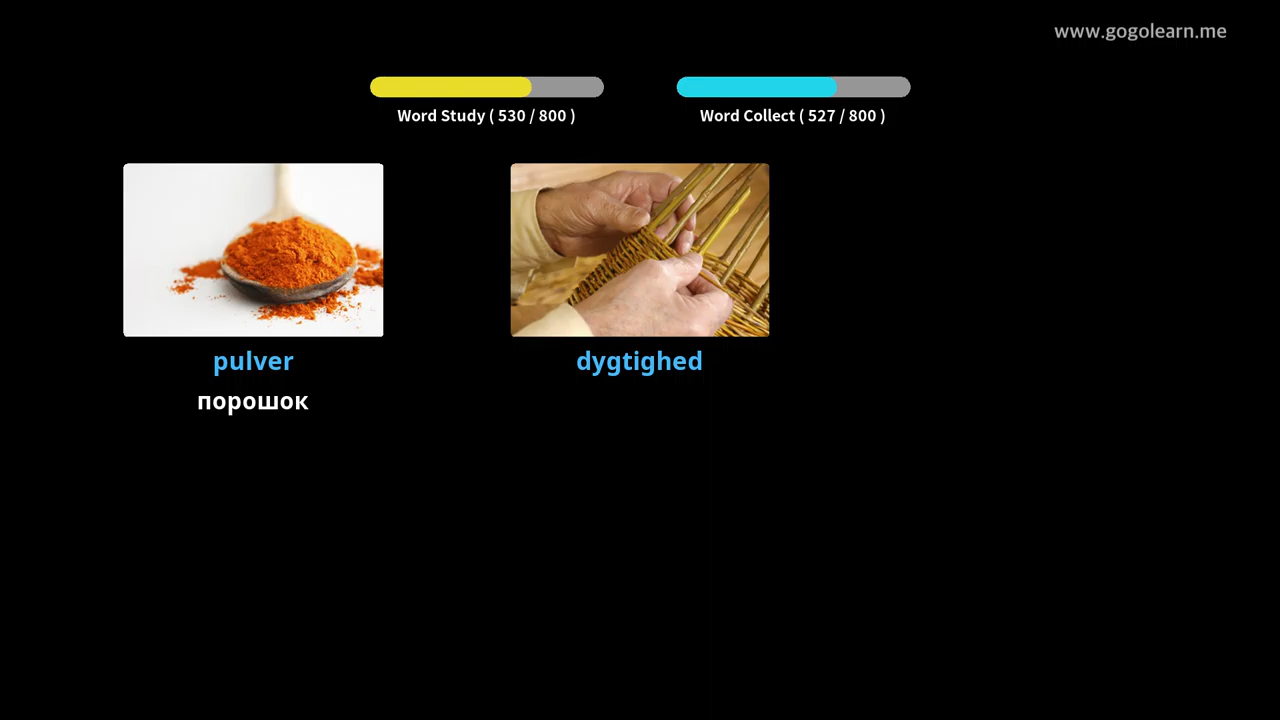 www.gogolearn.me
Word Study ( 530 / 800 )
Word Collect ( 527 / 800 )
pulver
dygtighed
порошок